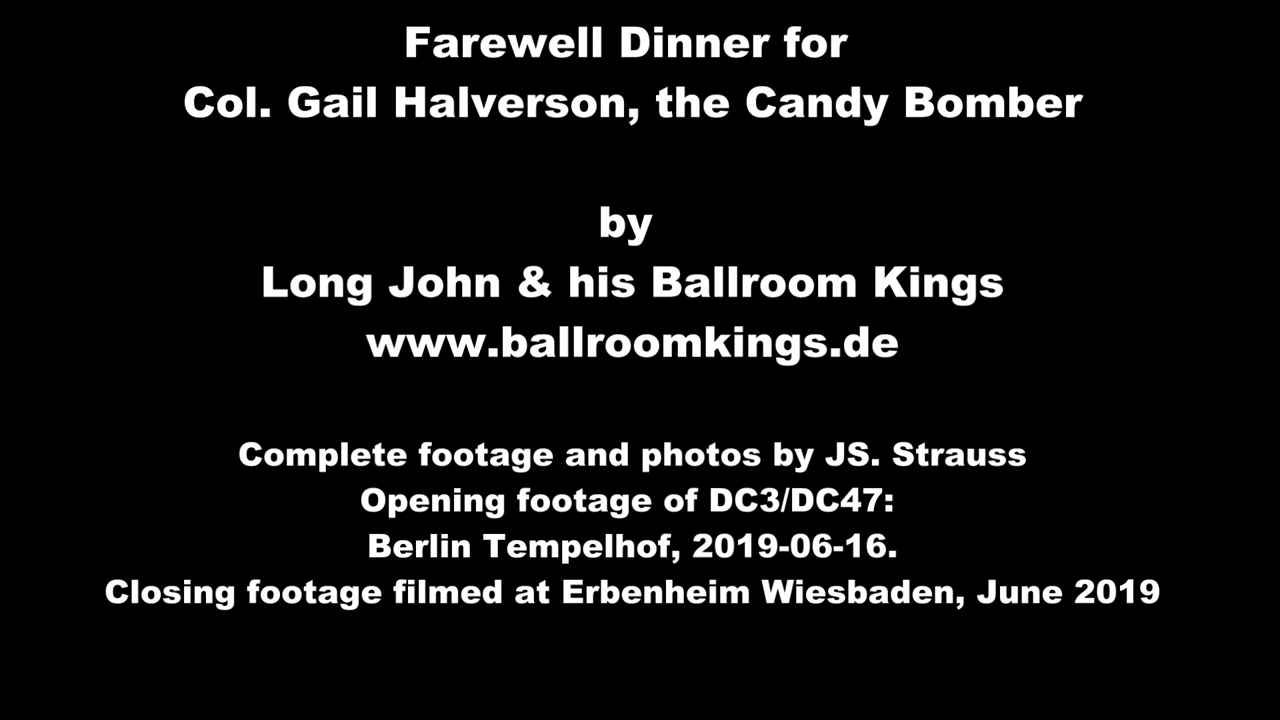 Farewell Dinner for
Col. Gail Halverson, the Candy Bomber
by
Long John & his Ballroom Kings
www.ballroomkings.de
Complete footage and photos by JS. Strauss
Opening footage of DC3/DC47:
Berlin Tempelhof, 2019-06-16.
Closing footage filmed at Erbenheim Wiesbaden, June 2019